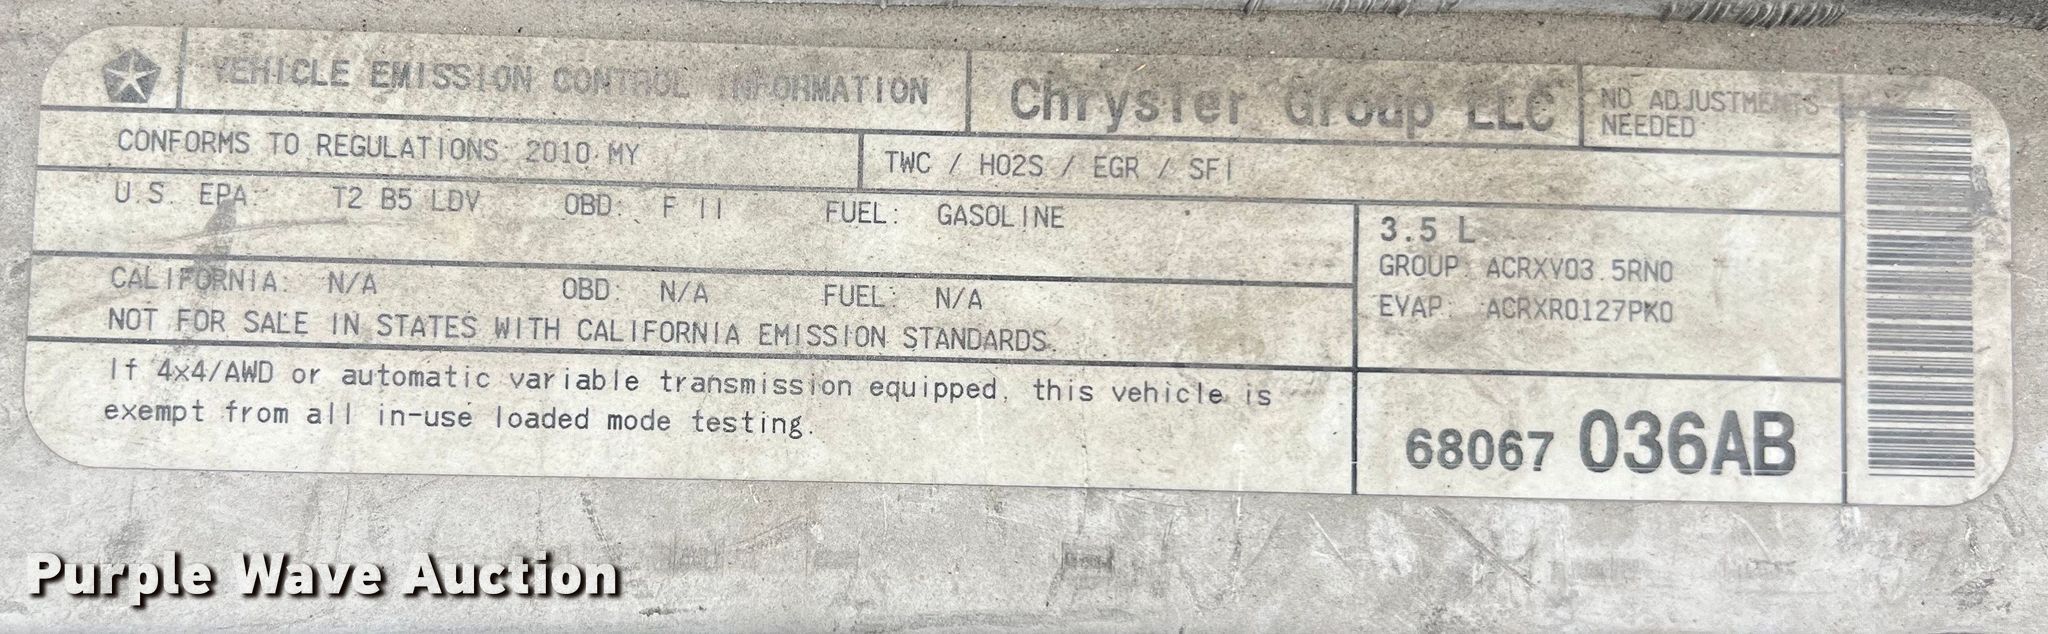 VEHICLE EMISSION CONTROL INFORMATION
Chrysler Group LLC
NO ADJUSTMENTS
NEEDED
CONFORMS TO REGULATIONS: 2010 MY
TWC / HO2S / EGR / SFI
U.S. EPA: T2 B5 LDV OBD: F II FUEL: GASOLINE
CALIFORNIA: N/A OBD: N/A FUEL: N/A
NOT FOR SALE IN STATES WITH CALIFORNIA EMISSION STANDARDS.
3.5 L
GROUP: ACRXV03.5RN0
EVAP: ACRXR0127PK0
If 4x4/AWD or automatic variable transmission equipped, this vehicle is
exempt from all in-use loaded mode testing.
68067 036AB
Purple Wave Auction